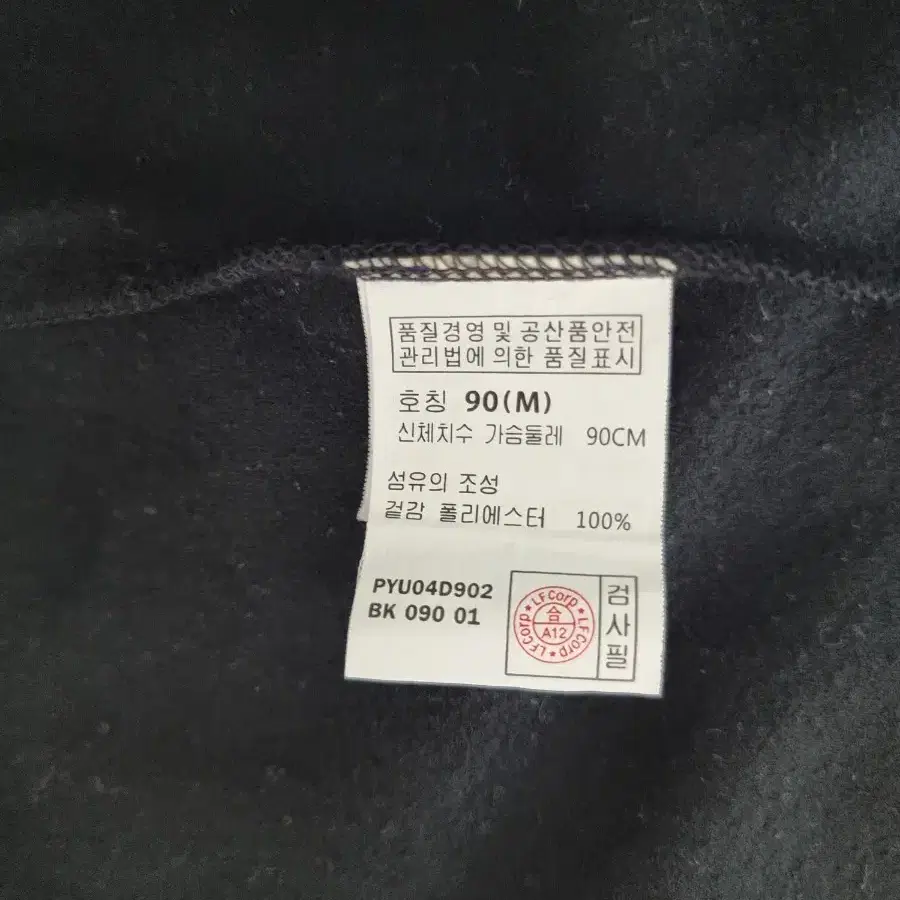 품질경영 및 공산품안전
관리법에 의한 품질표시
호칭 90(M)
신체치수 가슴둘레 90CM
섬유의 조성
겉감 폴리에스터 100%
PYU04D902
BK 090 01
LFCorp ★ LFCorp ★ LFCorp ★
合
A12
검사필